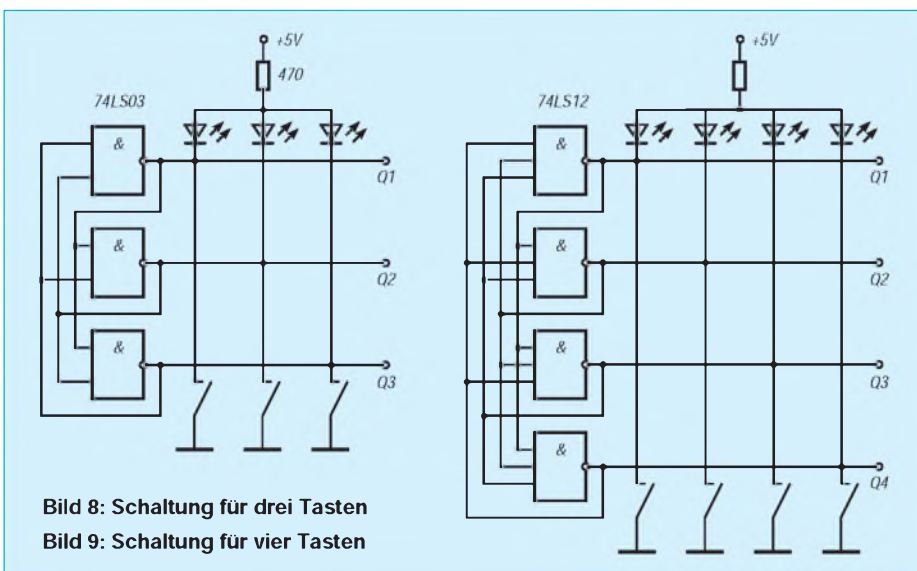 +5V
470
74LS03
&
Q1
&
Q2
&
Q3
+5V
74LS12
&
Q1
&
Q2
&
Q3
&
Q4
Bild 8: Schaltung für drei Tasten
Bild 9: Schaltung für vier Tasten